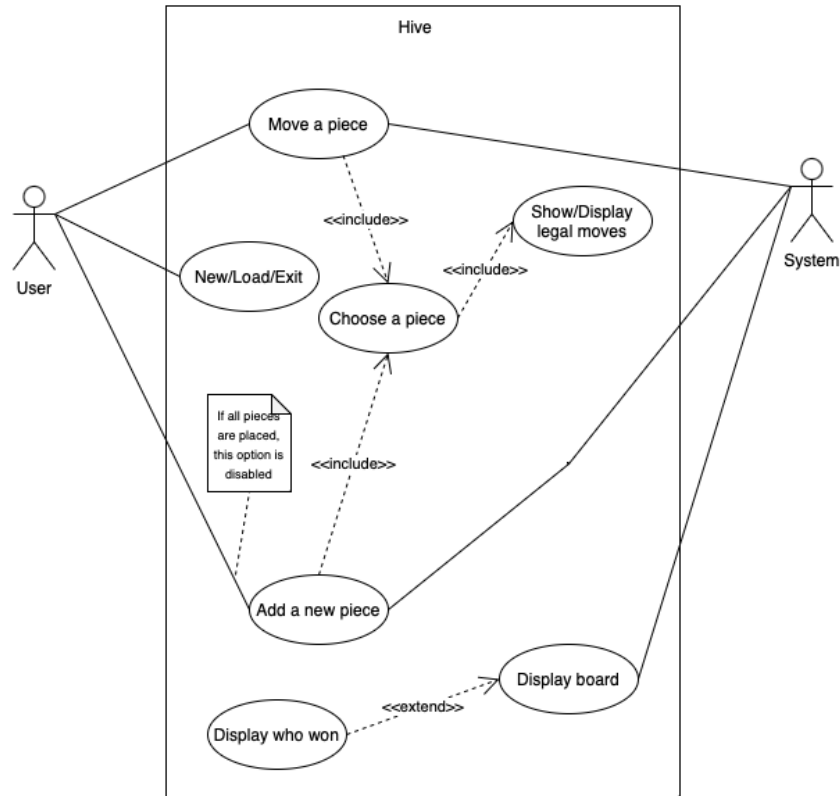 Hive
Move a piece
<<include>>
Show/Display
legal moves
User
New/Load/Exit
<<include>>
System
Choose a piece
If all pieces
are placed,
this option is
disabled
<<include>>
Add a new piece
Display board
<<extend>>
Display who won